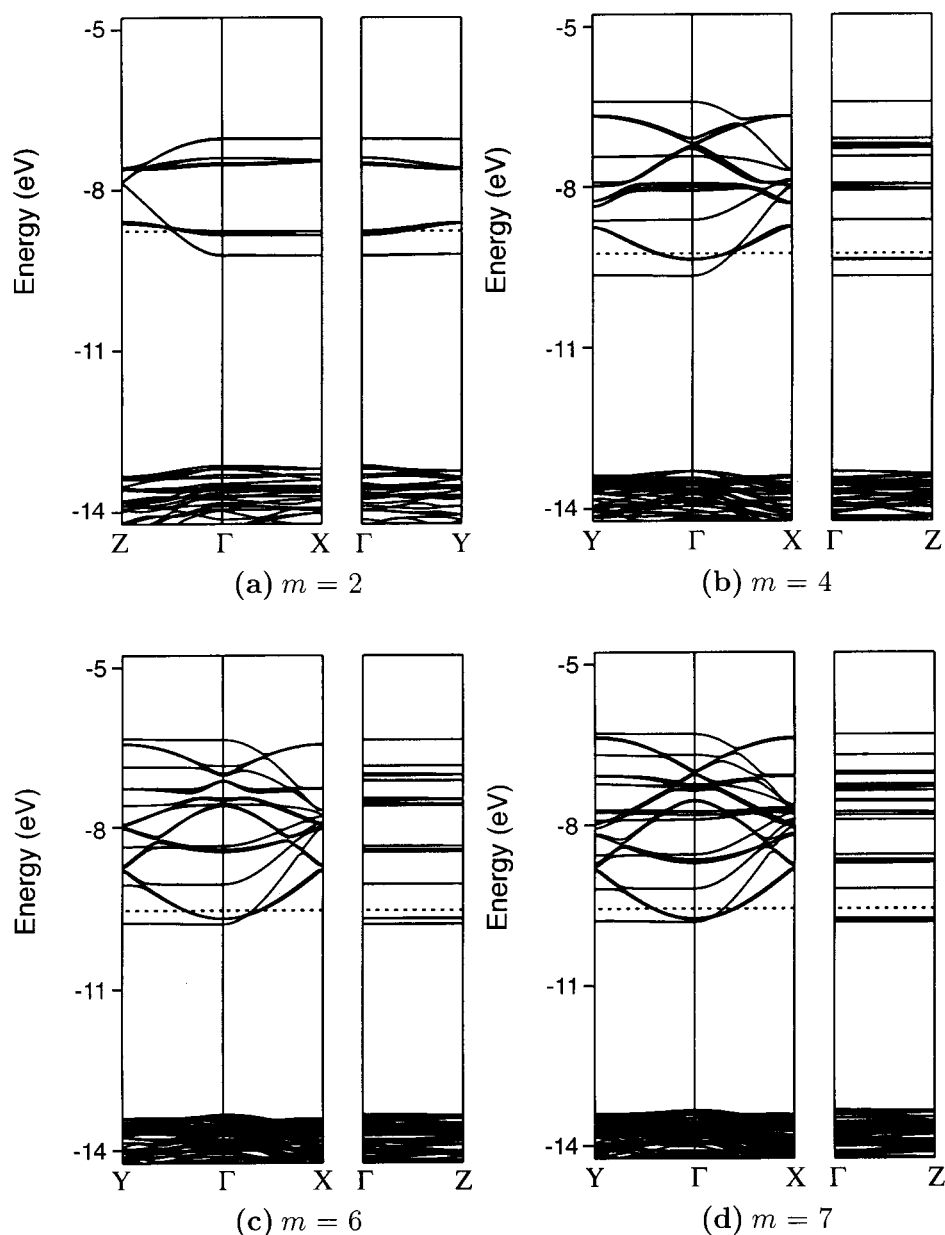 -5
-8
-11
-14
Energy (eV)
Z Γ X Γ Y
(a) m = 2
-5
-8
-11
-14
Energy (eV)
Y Γ X Γ Z
(b) m = 4
-5
-8
-11
-14
Energy (eV)
Y Γ X Γ Z
(c) m = 6
-5
-8
-11
-14
Energy (eV)
Y Γ X Γ Z
(d) m = 7